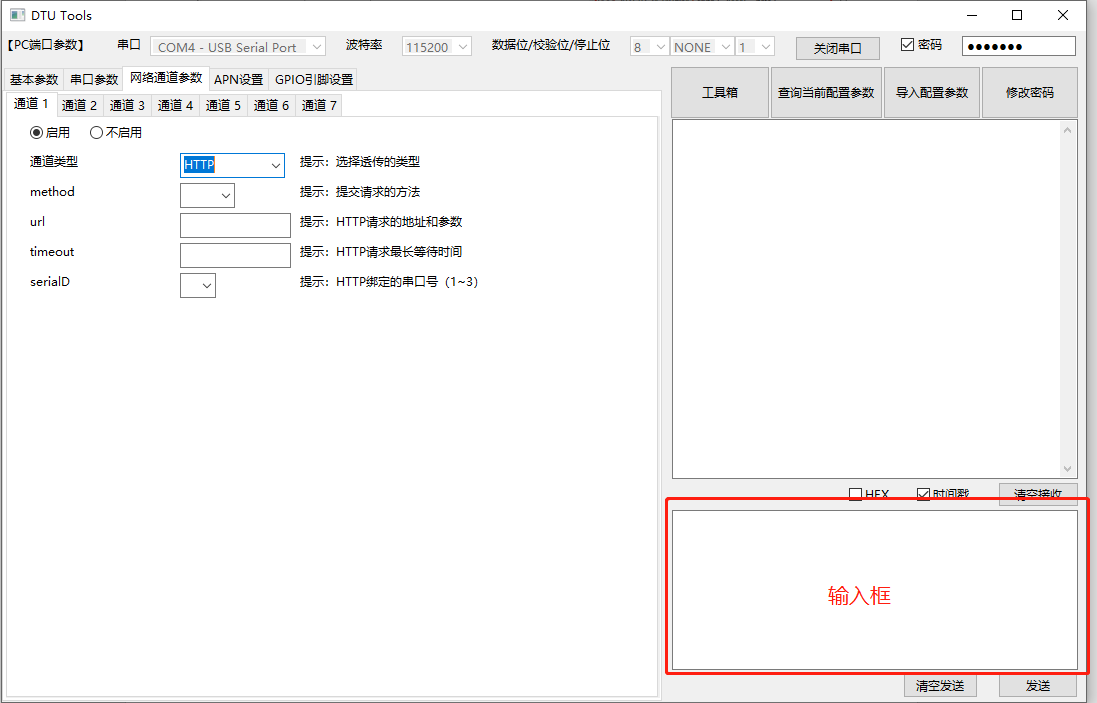 DTU Tools
【PC端口参数】 串口 COM4 - USB Serial Port 波特率 115200 数据位/校验位/停止位 8 NONE 1 关闭串口 密码 ●●●●●●●
基本参数 串口参数 网络通道参数 APN设置 GPIO引脚设置
通道 1 通道 2 通道 3 通道 4 通道 5 通道 6 通道 7
启用 不启用
通道类型 HTTP 提示：选择透传的类型
method 提示：提交请求的方法
url 提示：HTTP请求的地址和参数
timeout 提示：HTTP请求最长等待时间
serialD 提示：HTTP绑定的串口号（1~3）
工具箱 查询当前配置参数 导入配置参数 修改密码
HEX 时间戳 清空接收
输入框
清空发送 发送